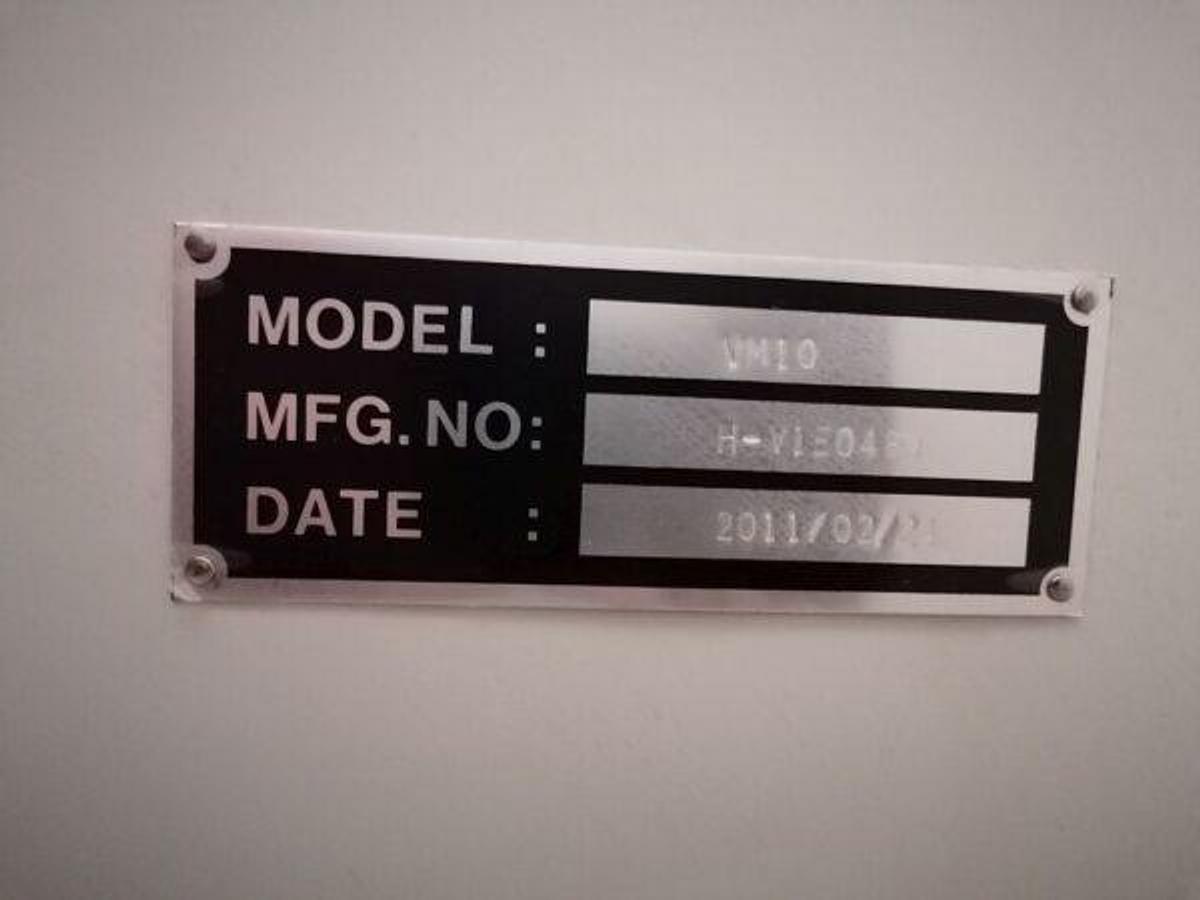 MODEL : VM10
MFG. NO:
DATE :